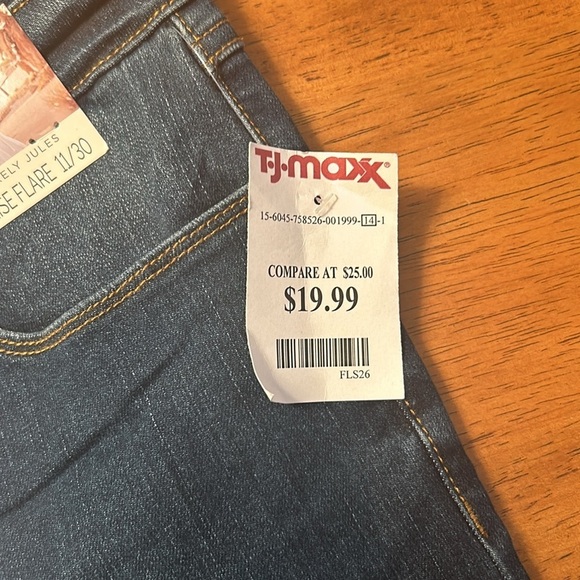 ELY JULES
SE FLARE 11/30
T·J·maxx®
15-6045-758526-001999-14-1
COMPARE AT $25.00
$19.99
FLS26